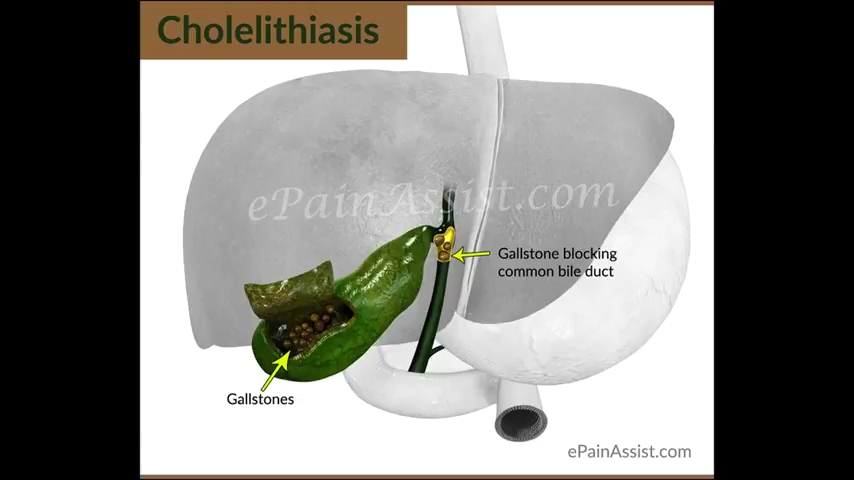 Cholelithiasis
ePainAssist.com
Gallstone blocking
common bile duct
Gallstones
ePainAssist.com